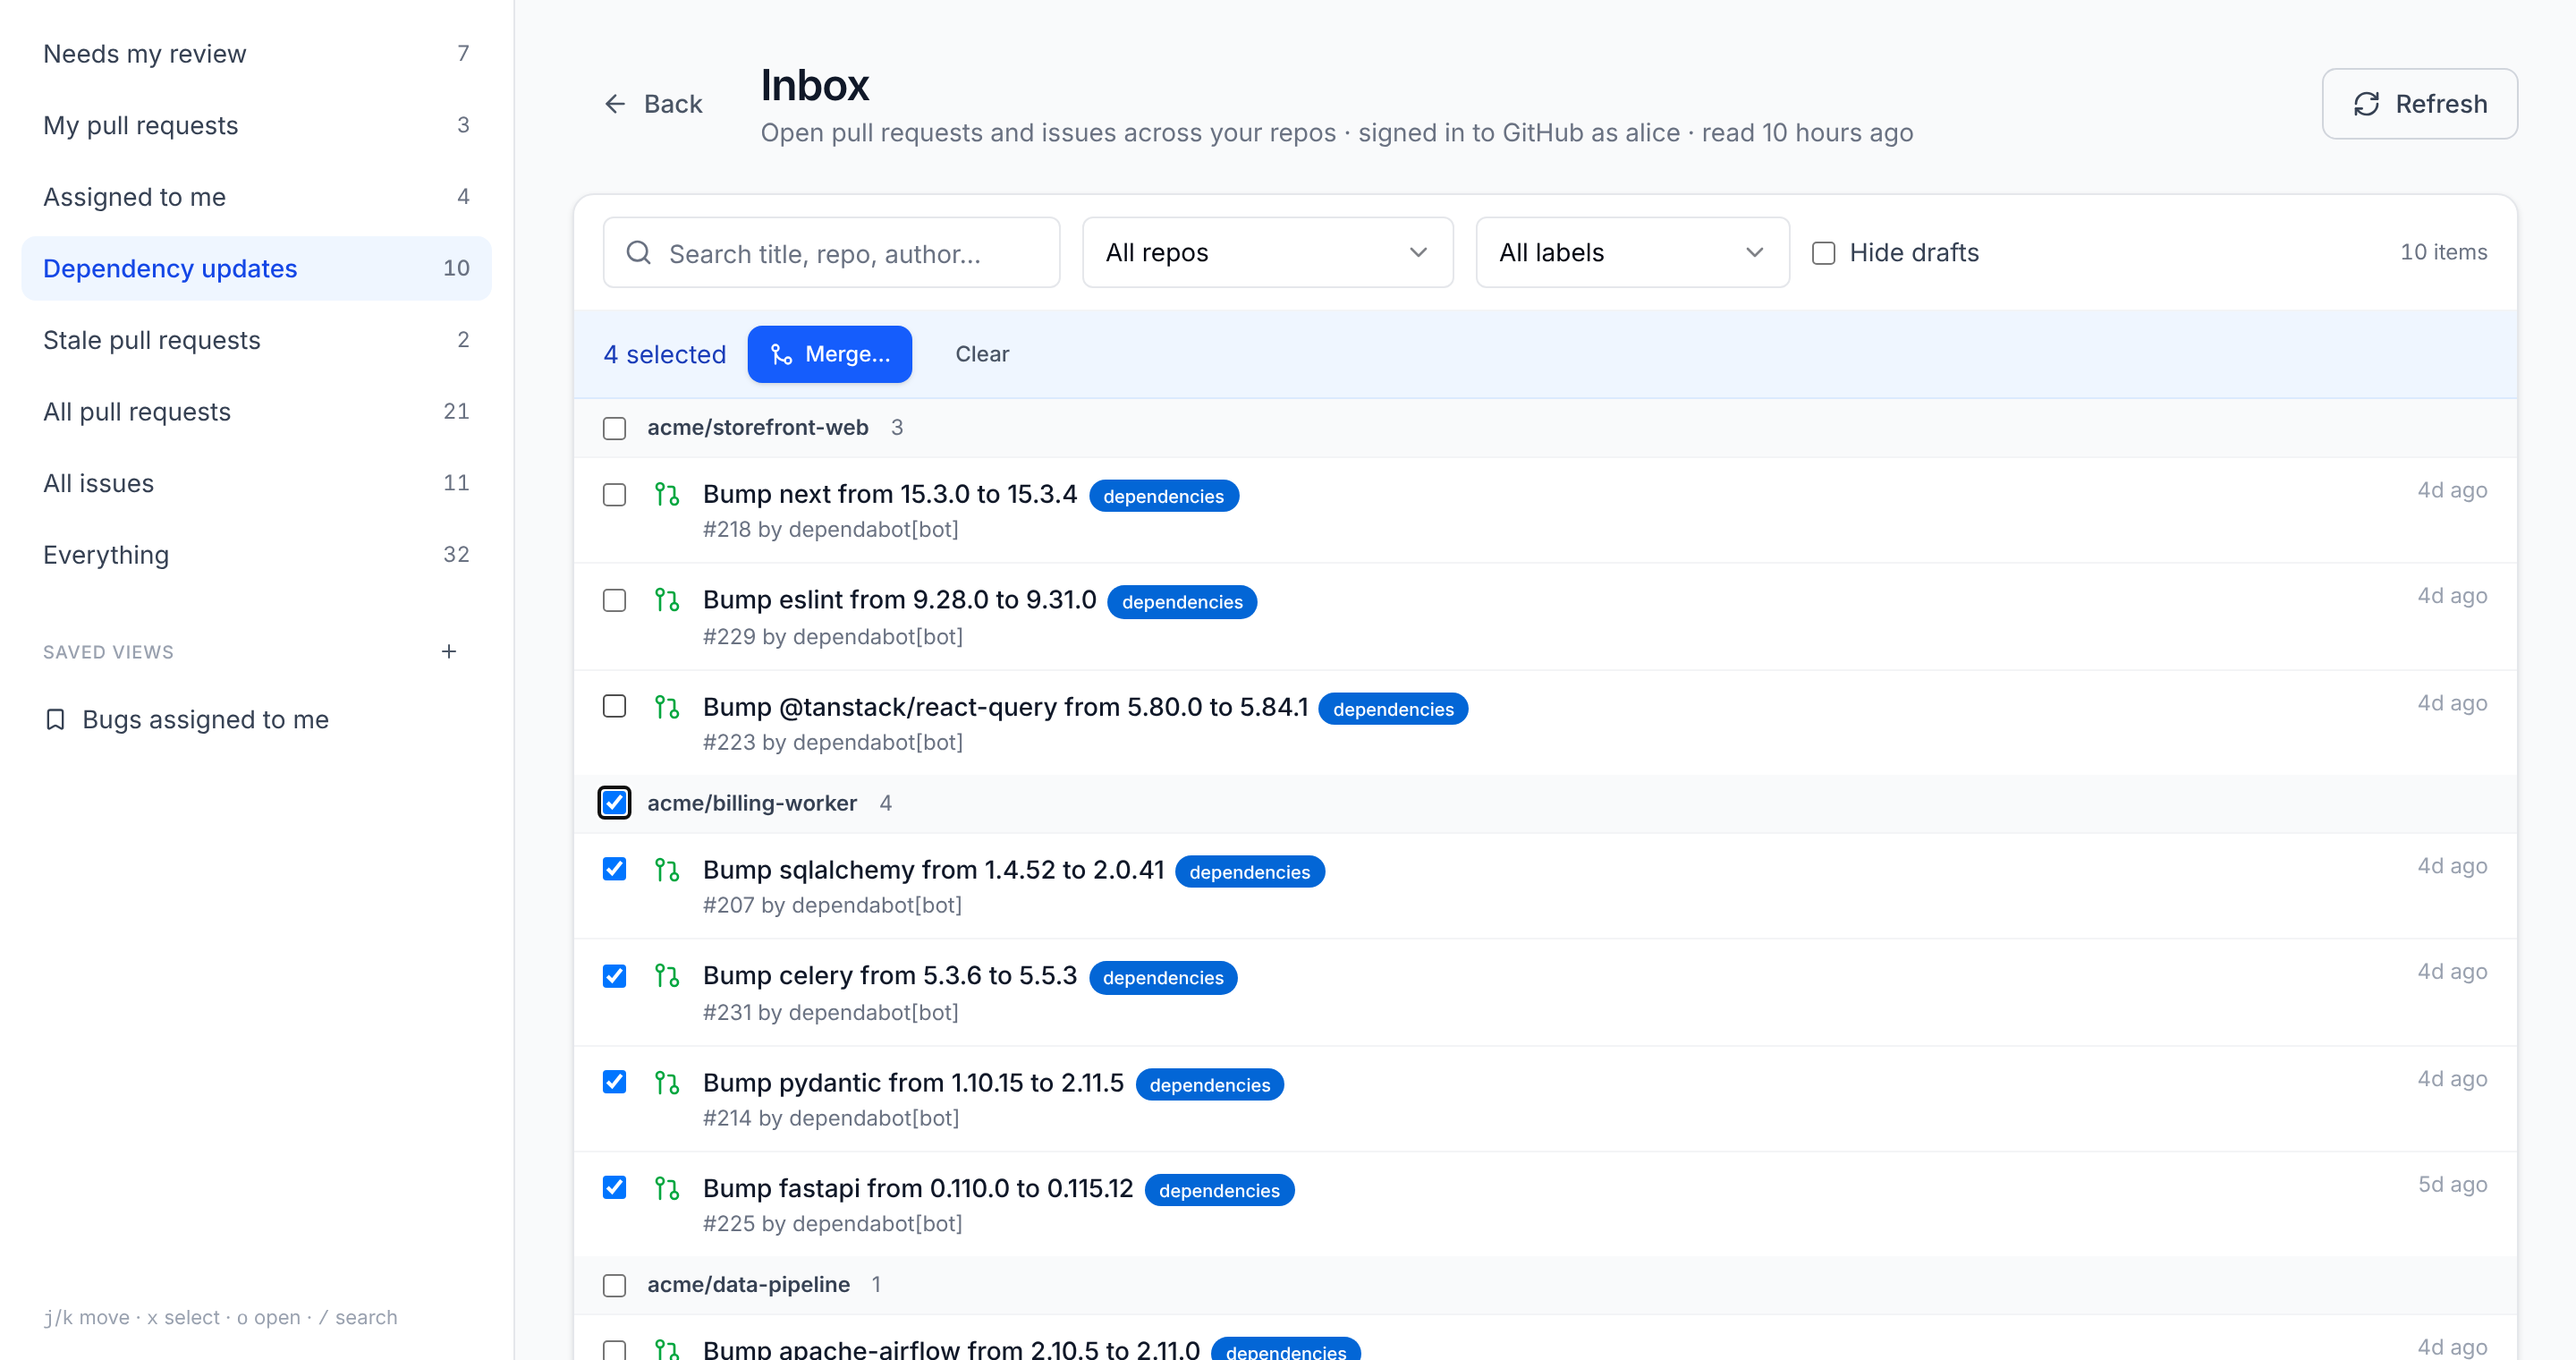 Needs my review 7
My pull requests 3
Assigned to me 4
Dependency updates 10
Stale pull requests 2
All pull requests 21
All issues 11
Everything 32
SAVED VIEWS +
Bugs assigned to me
j/k move · x select · o open · / search
Back
Inbox
Open pull requests and issues across your repos · signed in to GitHub as alice · read 10 hours ago
Refresh
Search title, repo, author...
All repos
All labels
Hide drafts
10 items
4 selected
Merge...
Clear
acme/storefront-web 3
Bump next from 15.3.0 to 15.3.4 dependencies 4d ago
#218 by dependabot[bot]
Bump eslint from 9.28.0 to 9.31.0 dependencies 4d ago
#229 by dependabot[bot]
Bump @tanstack/react-query from 5.80.0 to 5.84.1 dependencies 4d ago
#223 by dependabot[bot]
acme/billing-worker 4
Bump sqlalchemy from 1.4.52 to 2.0.41 dependencies 4d ago
#207 by dependabot[bot]
Bump celery from 5.3.6 to 5.5.3 dependencies 4d ago
#231 by dependabot[bot]
Bump pydantic from 1.10.15 to 2.11.5 dependencies 4d ago
#214 by dependabot[bot]
Bump fastapi from 0.110.0 to 0.115.12 dependencies 5d ago
#225 by dependabot[bot]
acme/data-pipeline 1
Bump apache-airflow from 2.10.5 to 2.11.0 dependencies 4d ago